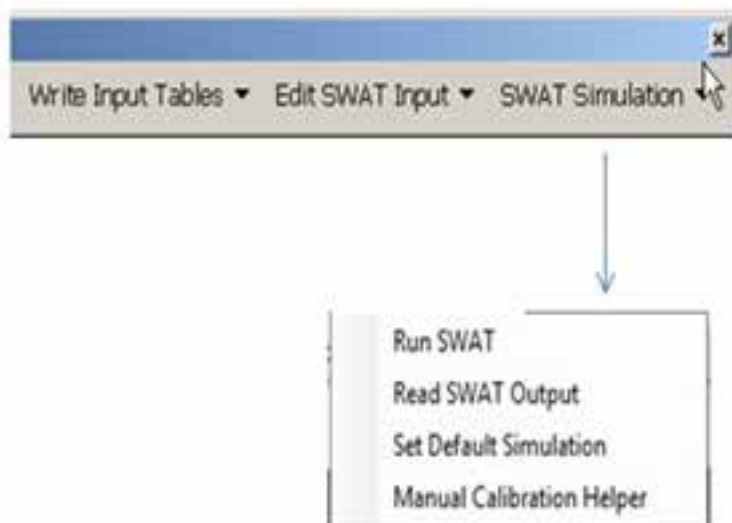 Write Input Tables Edit SWAT Input SWAT Simulation
Run SWAT
Read SWAT Output
Set Default Simulation
Manual Calibration Helper